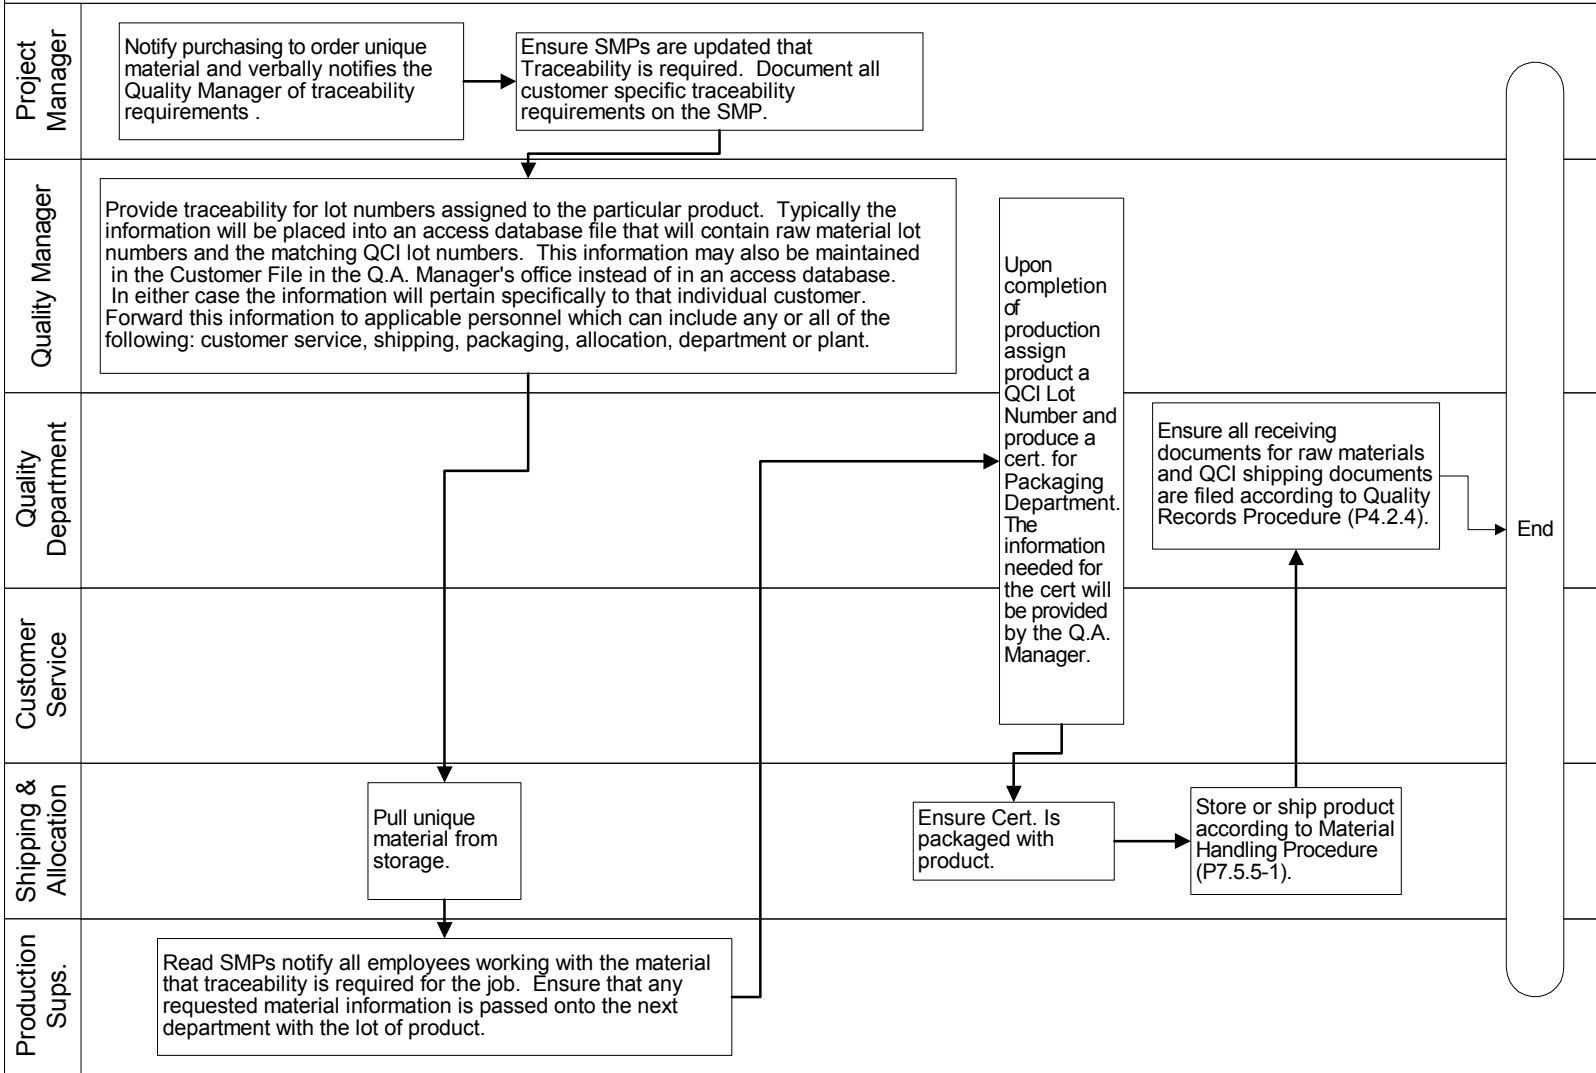 Project
Manager
Notify purchasing to order unique
material and verbally notifies the
Quality Manager of traceability
requirements .
Ensure SMPs are updated that
Traceability is required.  Document all
customer specific traceability
requirements on the SMP.
Quality Manager
Provide traceability for lot numbers assigned to the particular product.  Typically the
information will be placed into an access database file that will contain raw material lot
numbers and the matching QCI lot numbers.  This information may also be maintained
in the Customer File in the Q.A. Manager's office instead of in an access database.
In either case the information will pertain specifically to that individual customer.
Forward this information to applicable personnel which can include any or all of the
following: customer service, shipping, packaging, allocation, department or plant.
Upon
completion
of
production
assign
product a
QCI Lot
Number and
produce a
cert. for
Packaging
Department.
The
information
needed for
the cert will
be provided
by the Q.A.
Manager.
Quality
Department
Ensure all receiving
documents for raw materials
and QCI shipping documents
are filed according to Quality
Records Procedure (P4.2.4).
End
Customer
Service
Shipping &
Allocation
Pull unique
material from
storage.
Ensure Cert. Is
packaged with
product.
Store or ship product
according to Material
Handling Procedure
(P7.5.5-1).
Production
Sups.
Read SMPs notify all employees working with the material
that traceability is required for the job.  Ensure that any
requested material information is passed onto the next
department with the lot of product.